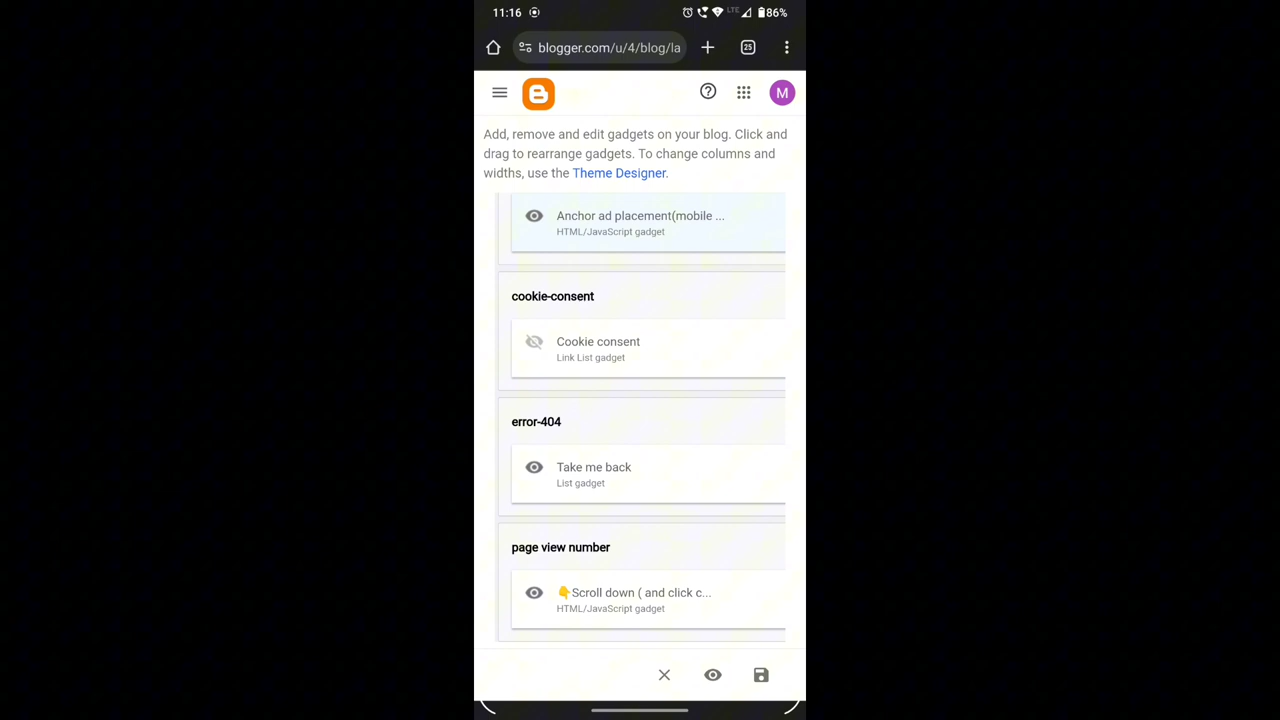 11:16
LTE
86%
blogger.com/u/4/blog/la
25
M
Add, remove and edit gadgets on your blog. Click and
drag to rearrange gadgets. To change columns and
widths, use the Theme Designer.
Anchor ad placement(mobile ...
HTML/JavaScript gadget
cookie-consent
Cookie consent
Link List gadget
error-404
Take me back
List gadget
page view number
👇Scroll down ( and click c...
HTML/JavaScript gadget